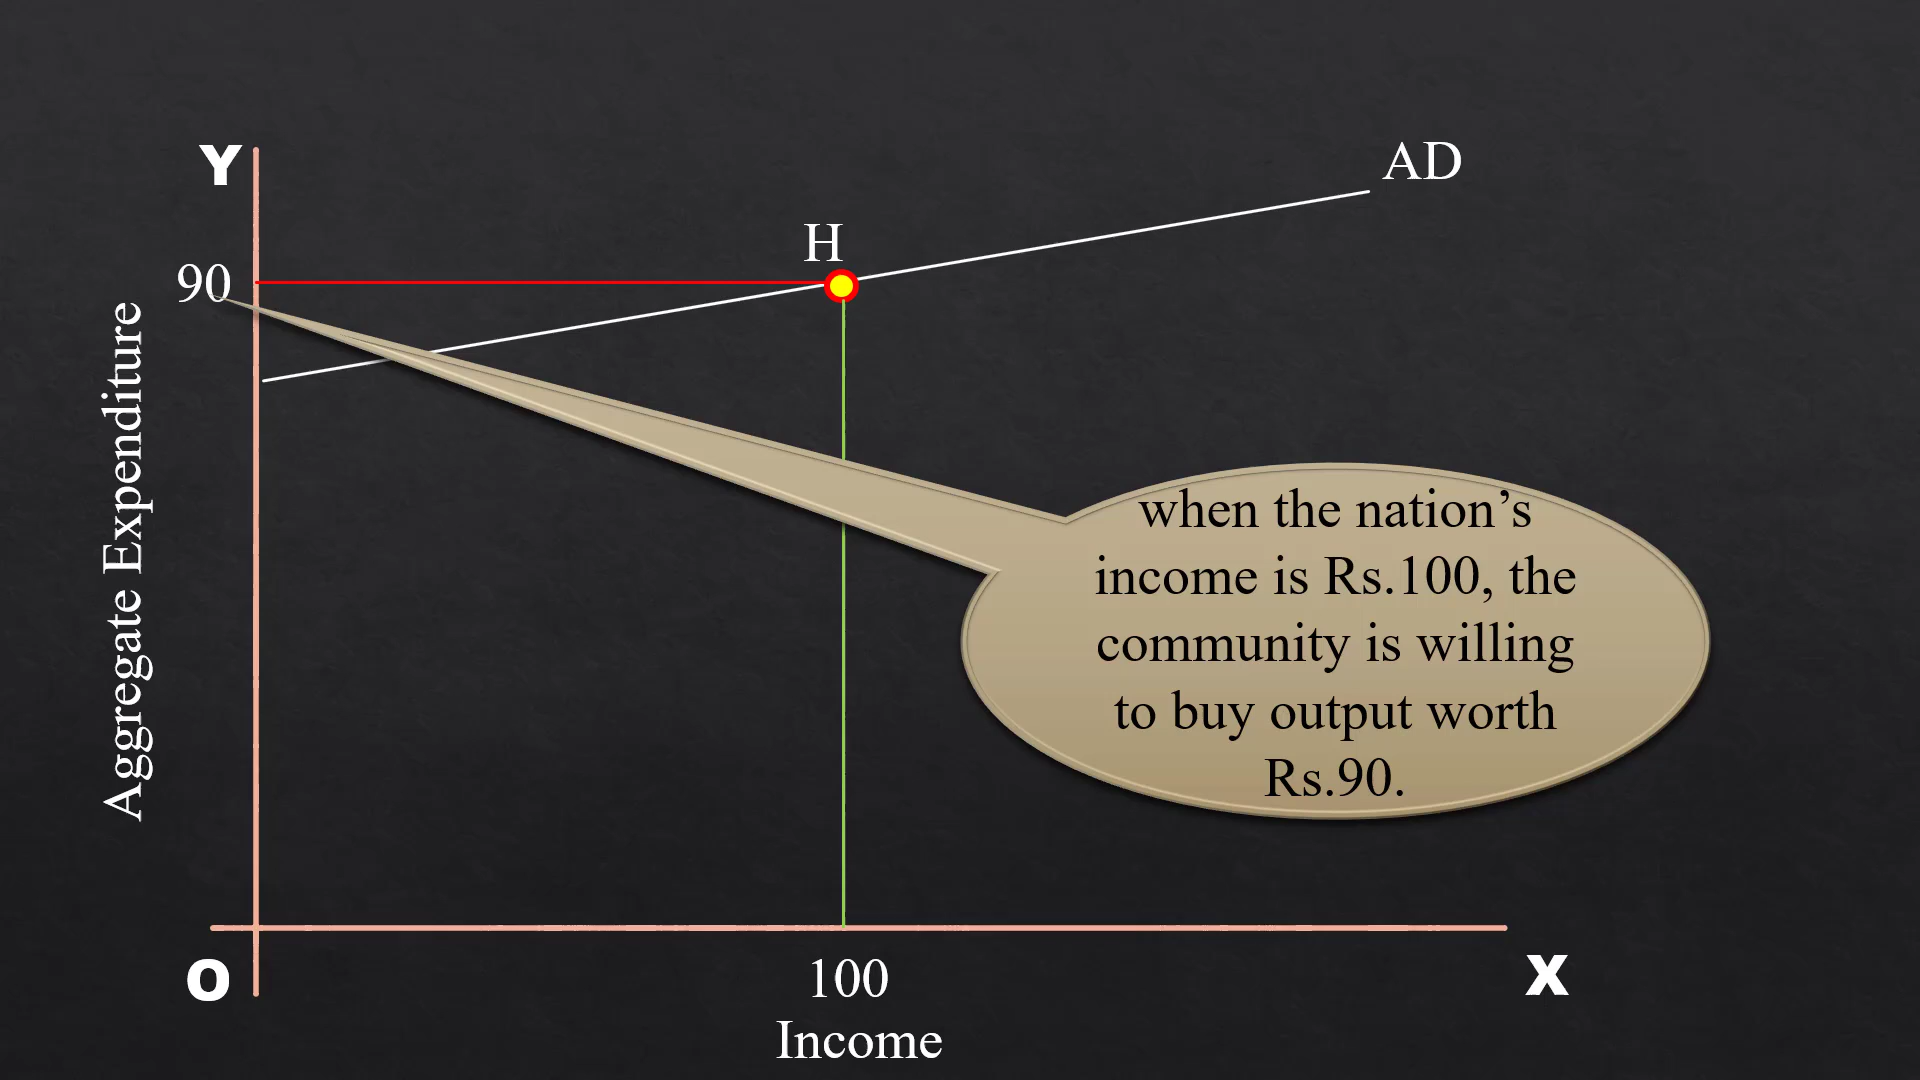 Y
AD
H
90
Aggregate Expenditure
when the nation’s
income is Rs.100, the
community is willing
to buy output worth
Rs.90.
O
100
X
Income